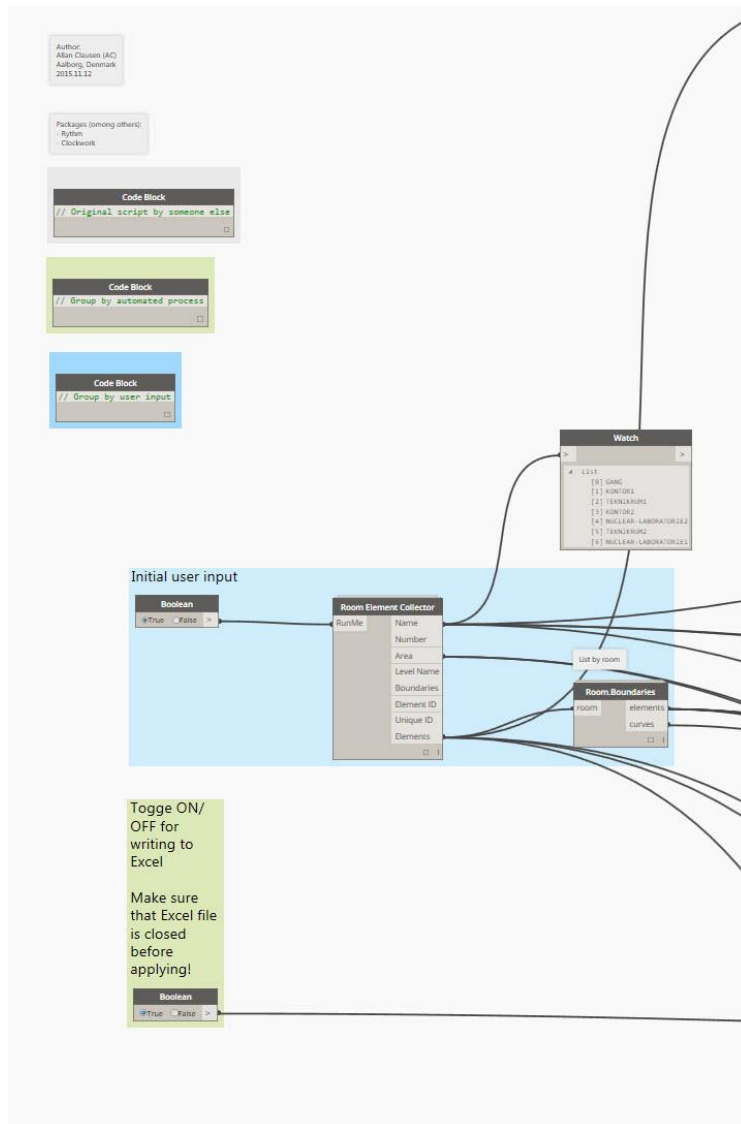 Author:
Allan Clausen (AC)
Aalborg, Denmark
2015.11.12
Packages (omong others):
- Rythm
- Clockwork
Code Block
// Original script by someone else
Code Block
// Group by automated process
Code Block
// Group by user input
Watch
> >
List
[0] GANG
[1] KONTOR1
[2] TEKNIKRUM1
[3] KONTOR2
[4] NUCLEAR-LABORATORIE2
[5] TEKNIKRUM2
[6] NUCLEAR-LABORATORIE1
Initial user input
Boolean
True False >
Room Element Collector
RunMe Name
Number
Area
Level Name
Boundaries
Element ID
Unique ID
Elements
List by room
Room.Boundaries
room elements
curves
Togge ON/
OFF for
writing to
Excel
Make sure
that Excel file
is closed
before
applying!
Boolean
True False >